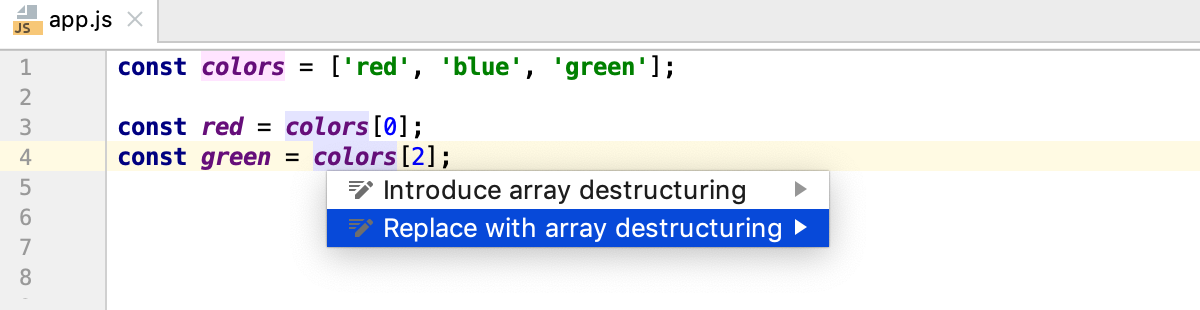 JS app.js
1 const colors = ['red', 'blue', 'green'];
2
3 const red = colors[0];
4 const green = colors[2];
5
Introduce array destructuring
6
Replace with array destructuring
7
8